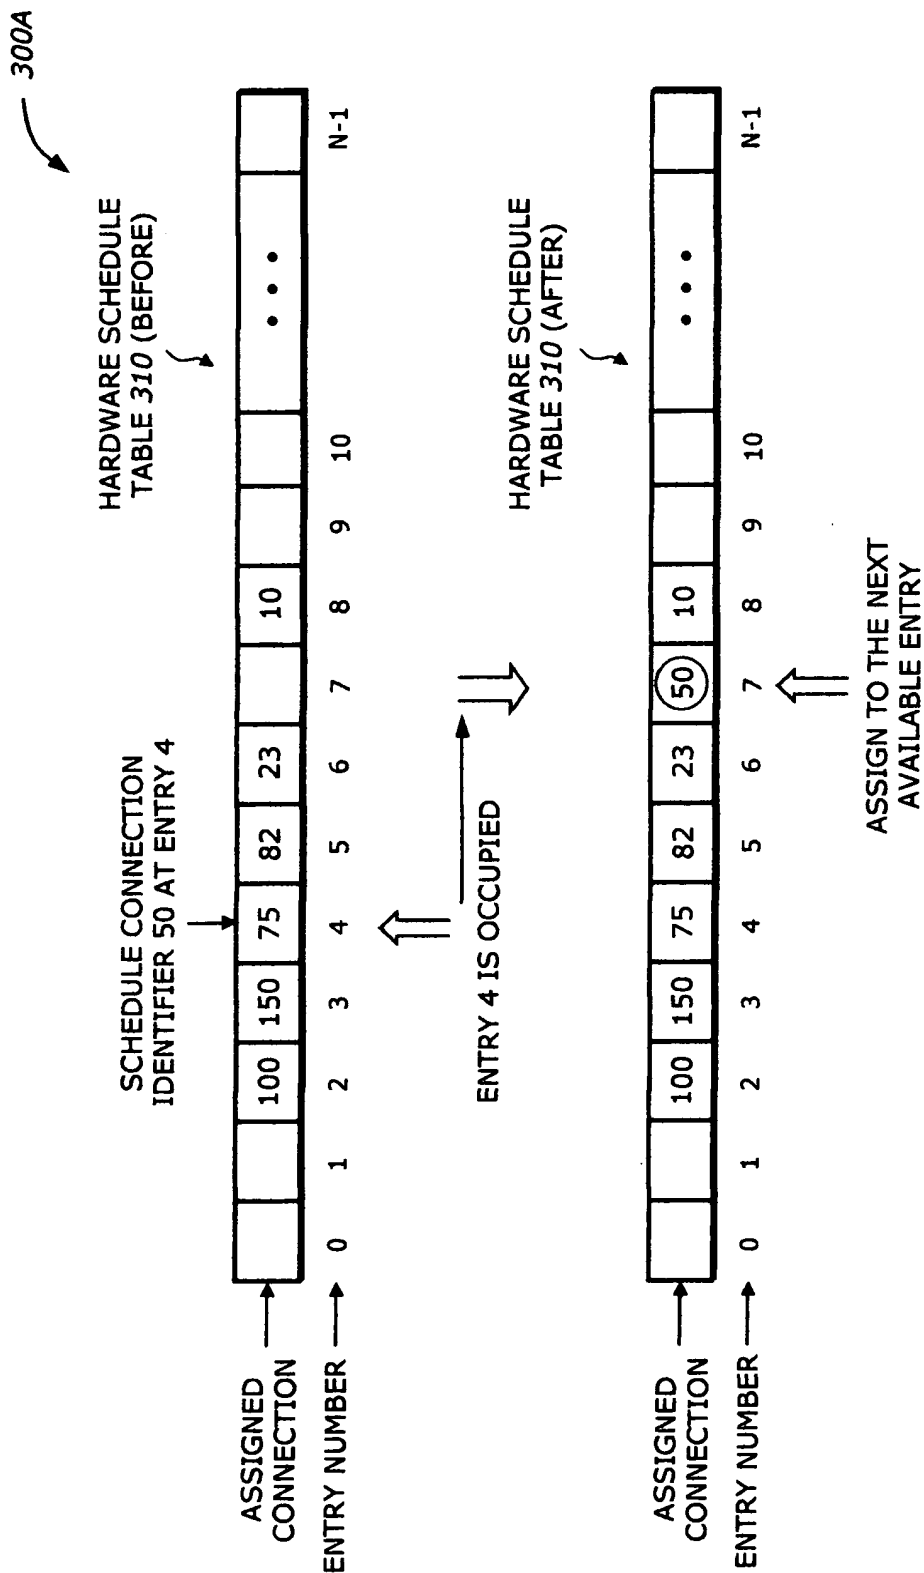 300A
HARDWARE SCHEDULE
TABLE 310 (BEFORE)
SCHEDULE CONNECTION
IDENTIFIER 50 AT ENTRY 4
ASSIGNED
CONNECTION
100 150 75 82 23 10 • • •
ENTRY NUMBER
0 1 2 3 4 5 6 7 8 9 10 N-1
ENTRY 4 IS OCCUPIED
HARDWARE SCHEDULE
TABLE 310 (AFTER)
ASSIGNED
CONNECTION
100 150 75 82 23 50 10 • • •
ENTRY NUMBER
0 1 2 3 4 5 6 7 8 9 10 N-1
ASSIGN TO THE NEXT
AVAILABLE ENTRY